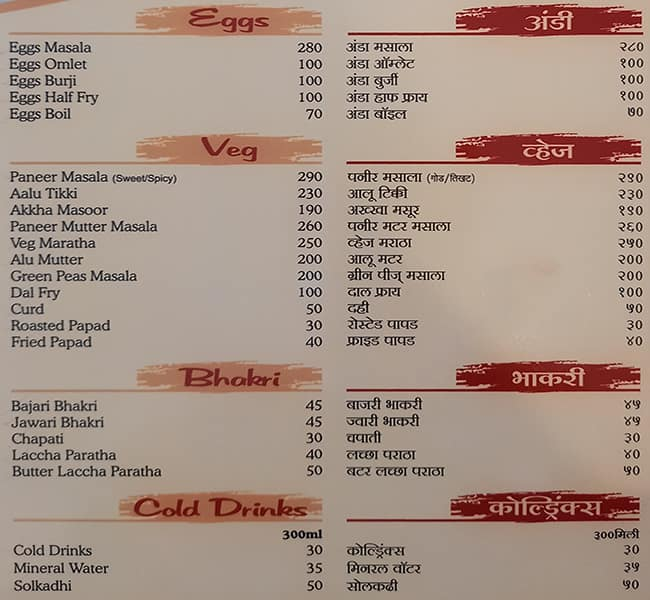 Eggs
Eggs Masala 280
Eggs Omlet 100
Eggs Burji 100
Eggs Half Fry 100
Eggs Boil 70
Veg
Paneer Masala (Sweet/Spicy) 290
Aalu Tikki 230
Akkha Masoor 190
Paneer Mutter Masala 260
Veg Maratha 250
Alu Mutter 200
Green Peas Masala 200
Dal Fry 100
Curd 50
Roasted Papad 30
Fried Papad 40
Bhakri
Bajari Bhakri 45
Jawari Bhakri 45
Chapati 30
Laccha Paratha 40
Butter Laccha Paratha 50
Cold Drinks
300ml
Cold Drinks 30
Mineral Water 35
Solkadhi 50
अंडी
अंडा मसाला २८०
अंडा ऑम्लेट १००
अंडा बुर्जी १००
अंडा हाफ फ्राय १००
अंडा बॉइल ७०
व्हेज
पनीर मसाला (गोड/तिखट) २९०
आलू टिक्की २३०
अख्खा मसूर १९०
पनीर मटर मसाला २६०
व्हेज मराठा २५०
आलू मटर २००
ग्रीन पीज् मसाला २००
दाल फ्राय १००
दही ५०
रोस्टेड पापड ३०
फ्राइड पापड ४०
भाकरी
बाजरी भाकरी ४५
ज्वारी भाकरी ४५
चपाती ३०
लच्छा पराठा ४०
बटर लच्छा पराठा ५०
कोल्ड्रिंक्स
३००मिली
कोल्ड्रिंक्स ३०
मिनरल वॉटर ३५
सोलकढी ५०